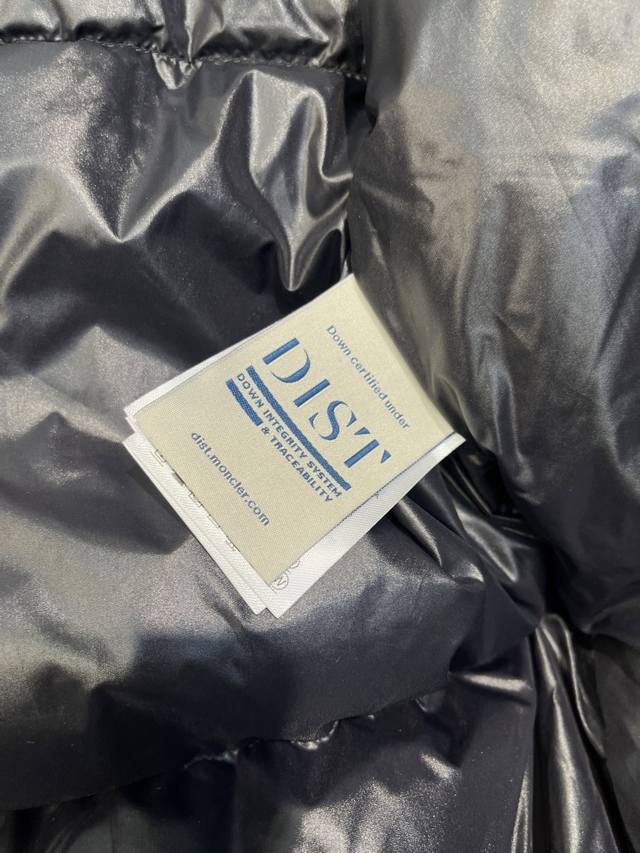 Down certified under
DIST
DOWN INTEGRITY SYSTEM
& TRACEABILITY
dist.moncler.com